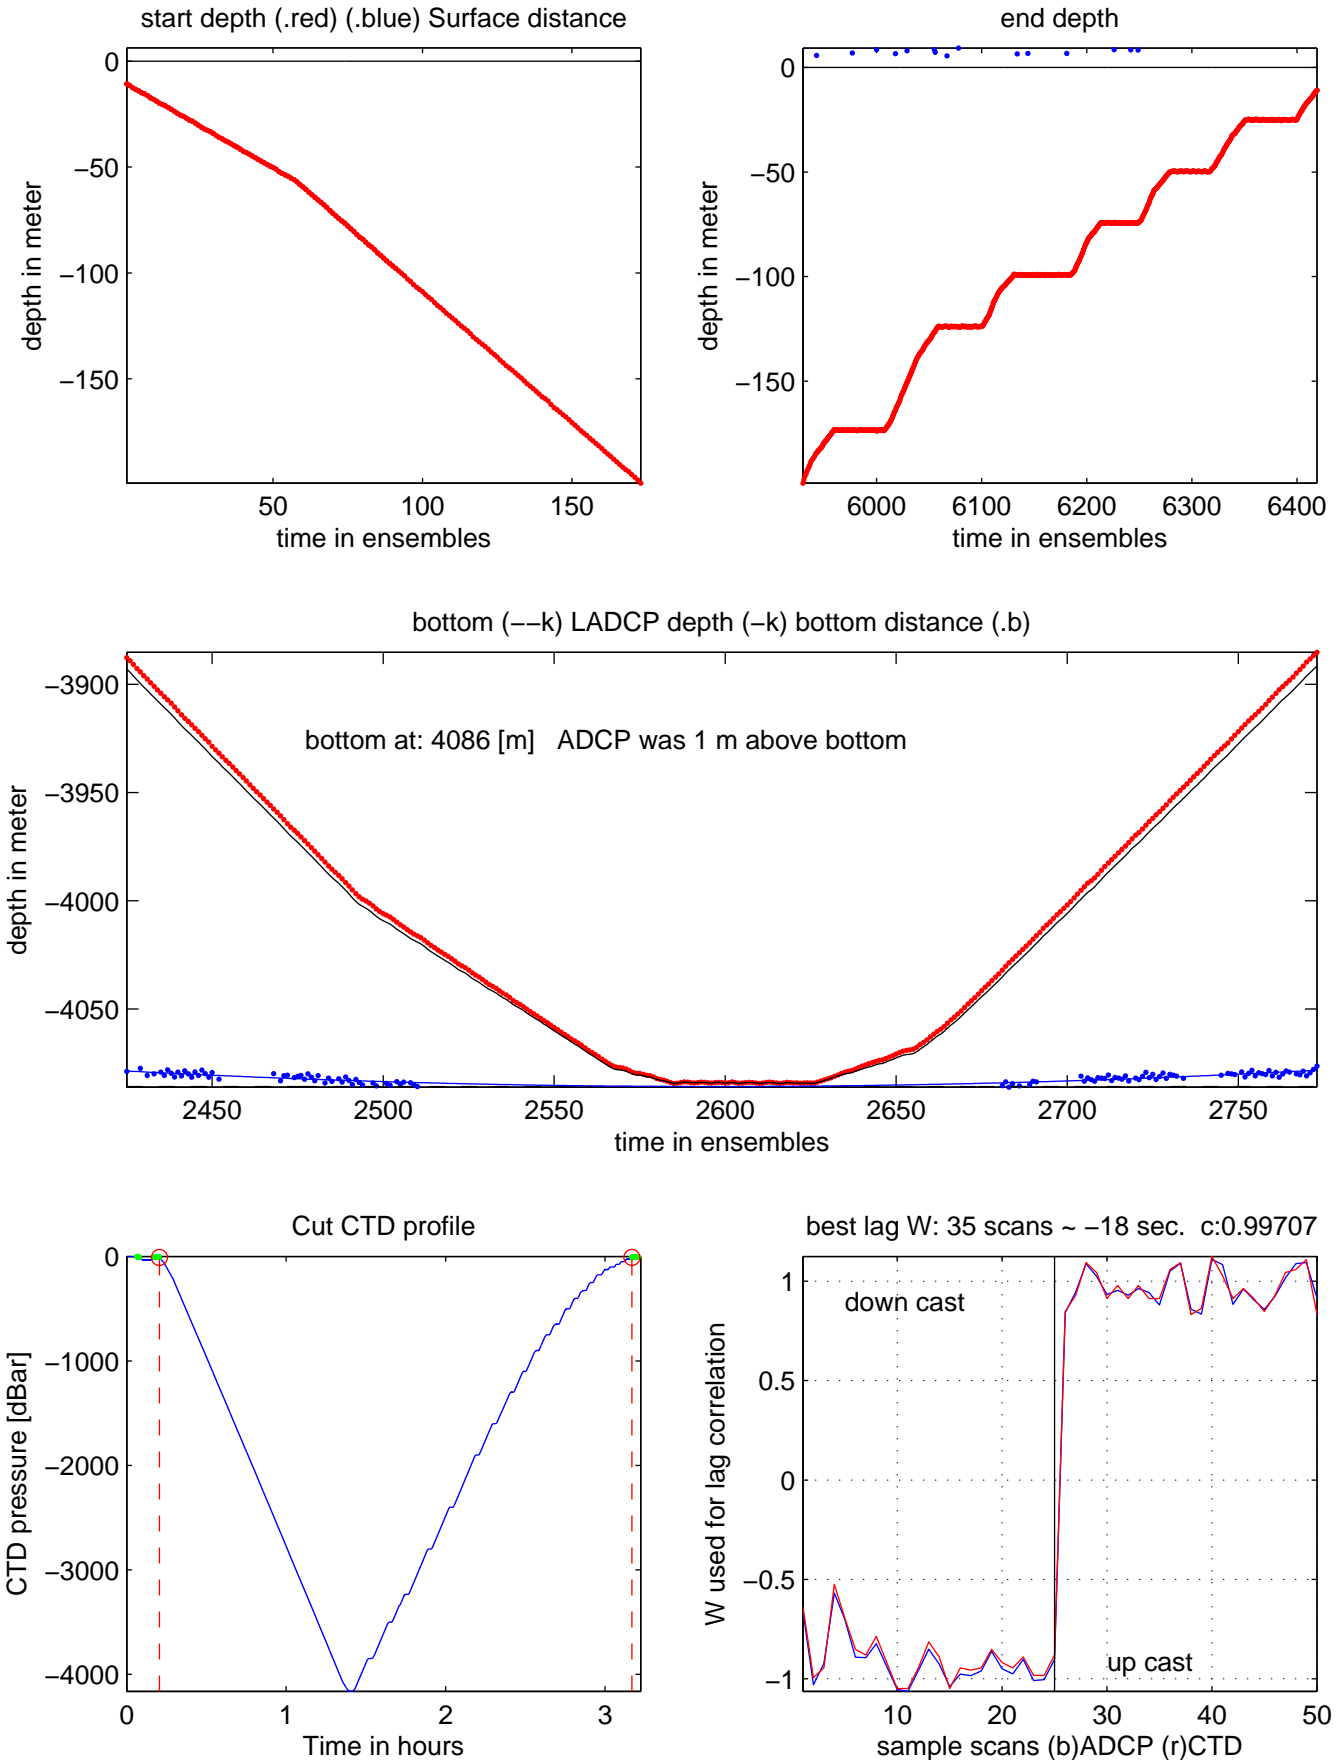 start depth (.red) (.blue) Surface distance
0
−50
−100
−150
depth in meter
50
100
150
time in ensembles
end depth
0
−50
−100
−150
depth in meter
6000
6100
6200
6300
6400
time in ensembles
bottom (−−k) LADCP depth (−k) bottom distance (.b)
−3900
−3950
−4000
−4050
depth in meter
bottom at: 4086 [m]   ADCP was 1 m above bottom
2450
2500
2550
2600
2650
2700
2750
time in ensembles
Cut CTD profile
0
−1000
−2000
−3000
−4000
CTD pressure [dBar]
0
1
2
3
Time in hours
best lag W: 35 scans ~ −18 sec.  c:0.99707
1
0.5
0
−0.5
−1
W used for lag correlation
down cast
up cast
10
20
30
40
50
sample scans (b)ADCP (r)CTD